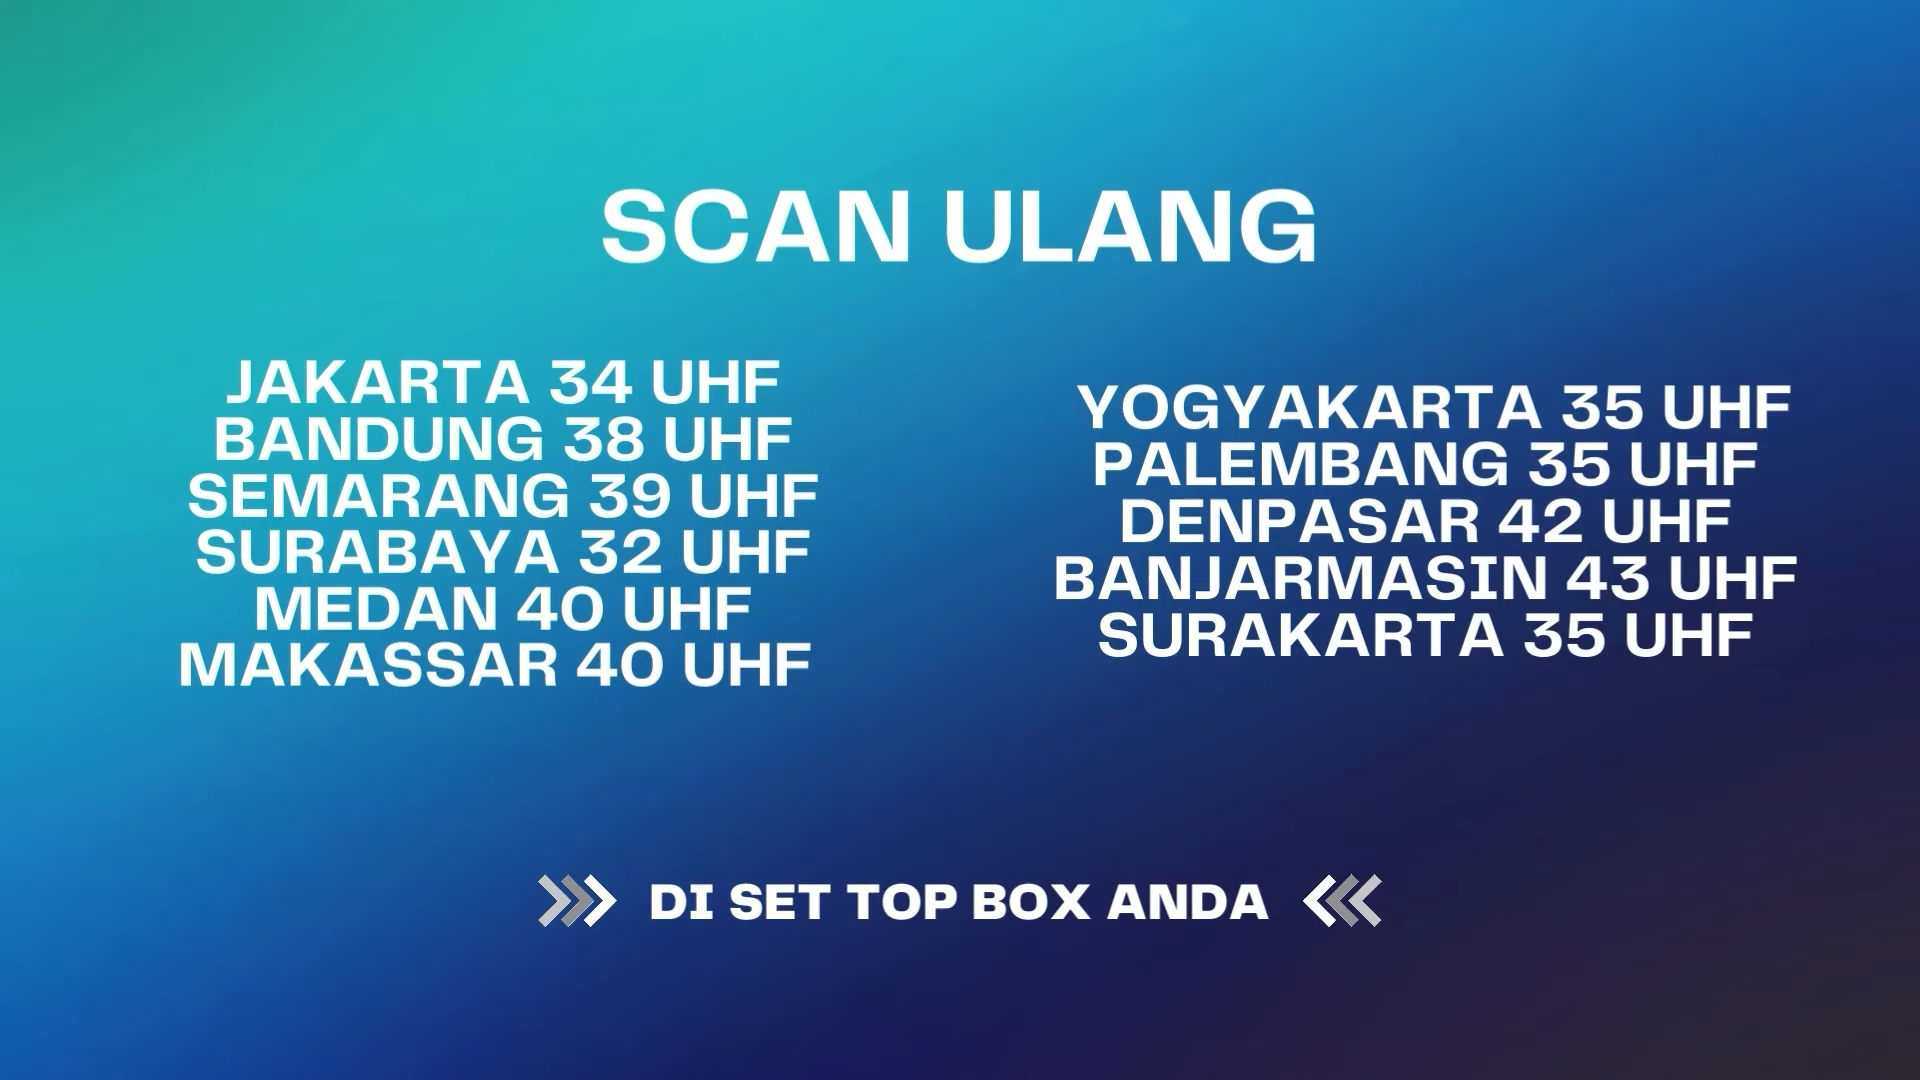 SCAN ULANG
JAKARTA 34 UHF
BANDUNG 38 UHF
SEMARANG 39 UHF
SURABAYA 32 UHF
MEDAN 40 UHF
MAKASSAR 40 UHF
YOGYAKARTA 35 UHF
PALEMBANG 35 UHF
DENPASAR 42 UHF
BANJARMASIN 43 UHF
SURAKARTA 35 UHF
DI SET TOP BOX ANDA